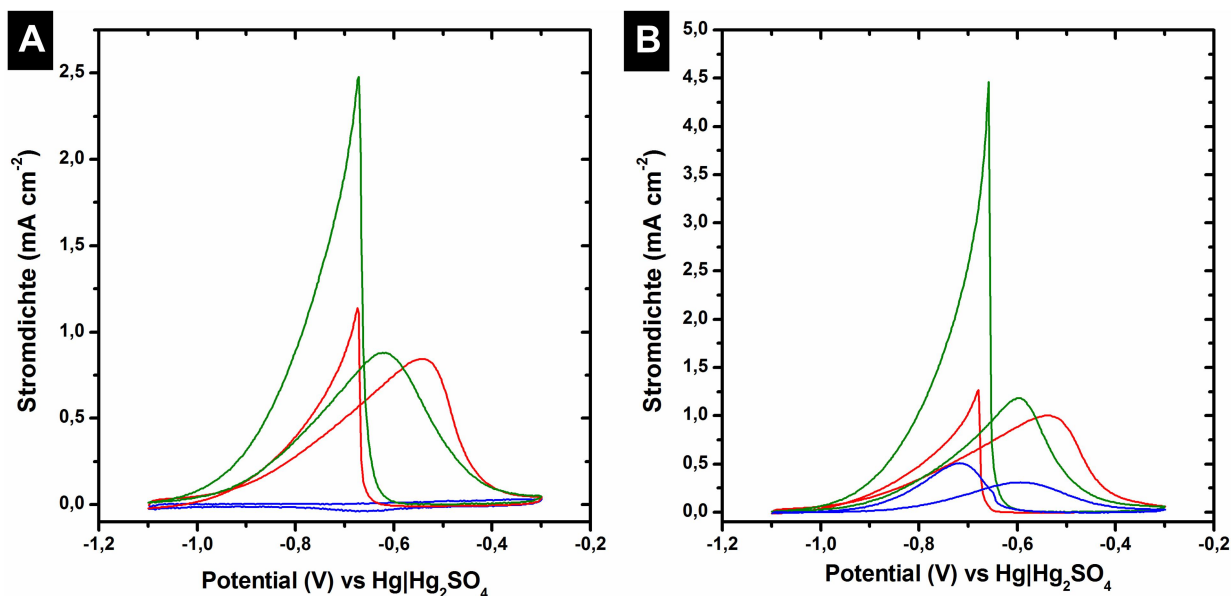 A
Stromdichte (mA cm-2)
2,5
2,0
1,5
1,0
0,5
0,0
-1,2 -1,0 -0,8 -0,6 -0,4 -0,2
Potential (V) vs Hg|Hg2SO4
B
Stromdichte (mA cm-2)
5,0
4,5
4,0
3,5
3,0
2,5
2,0
1,5
1,0
0,5
0,0
-1,2 -1,0 -0,8 -0,6 -0,4 -0,2
Potential (V) vs Hg|Hg2SO4